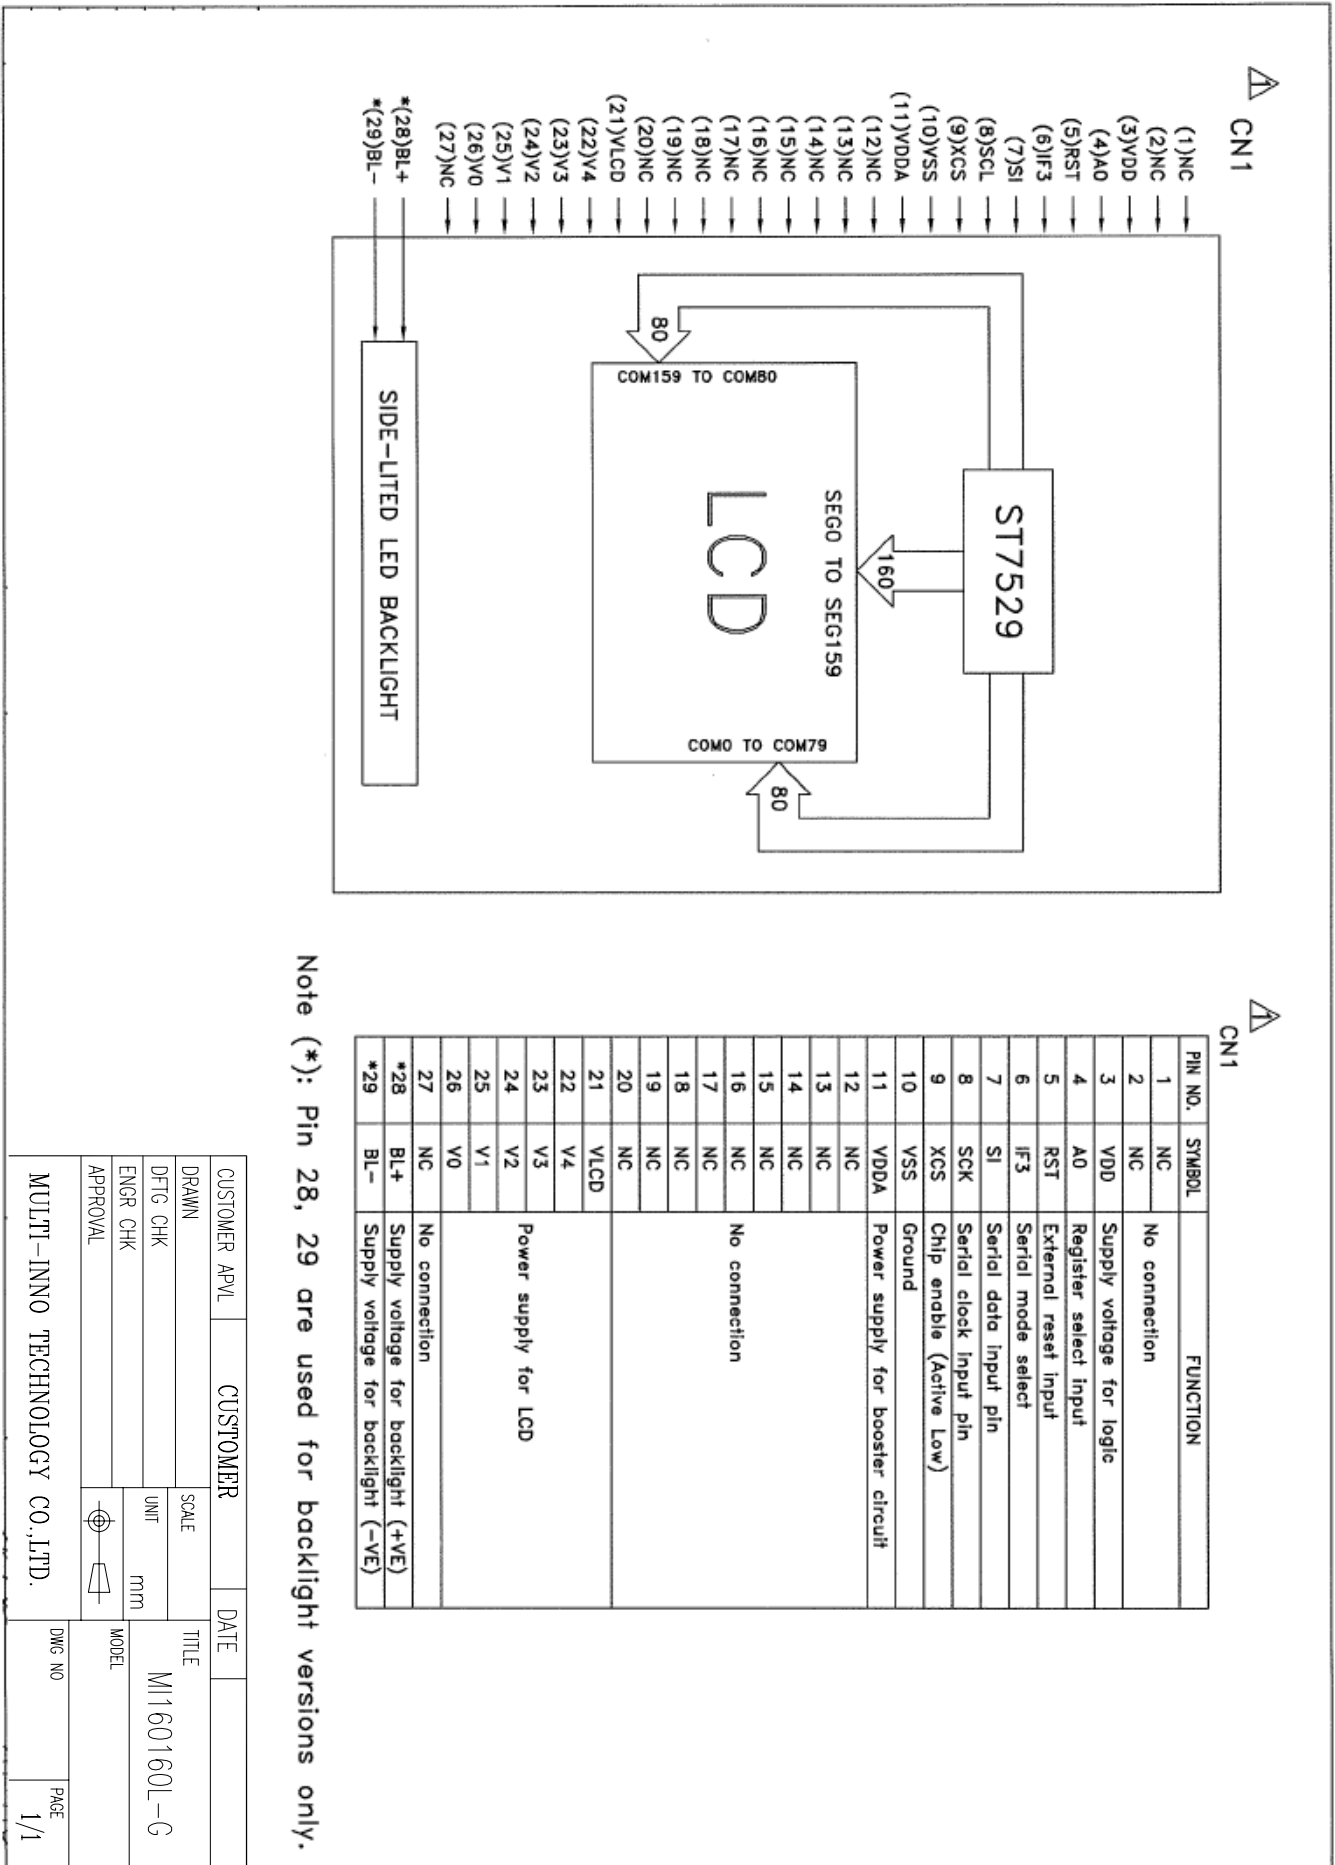 CN1
(1)NC
(2)NC
(3)VDD
(4)A0
(5)RST
(6)IF3
(7)SI
(8)SCL
(9)XCS
(10)VSS
(11)VDDA
(12)NC
(13)NC
(14)NC
(15)NC
(16)NC
(17)NC
(18)NC
(19)NC
(20)NC
(21)VLCD
(22)V4
(23)V3
(24)V2
(25)V1
(26)V0
(27)NC
*(28)BL+
*(29)BL-
ST7529
80
160
80
SEG0 TO SEG159
COM159 TO COM80
LCD
COM0 TO COM79
SIDE-LITED LED BACKLIGHT
1
1
CN1
PIN NO. SYMBOL FUNCTION
1 NC No connection
2 NC
3 VDD Supply voltage for logic
4 A0 Register select input
5 RST External reset input
6 IF3 Serial mode select
7 SI Serial data input pin
8 SCK Serial clock input pin
9 XCS Chip enable (Active Low)
10 VSS Ground
11 VDDA Power supply for booster circuit
12 NC
13 NC
14 NC
15 NC
16 NC No connection
17 NC
18 NC
19 NC
20 NC
21 VLCD
22 V4
23 V3
24 V2 Power supply for LCD
25 V1
26 V0
27 NC No connection
*28 BL+ Supply voltage for backlight (+VE)
*29 BL- Supply voltage for backlight (-VE)
Note (*): Pin 28, 29 are used for backlight versions only.
CUSTOMER APVL CUSTOMER DATE
DRAWN
DFTG CHK
ENGR CHK
APPROVAL
SCALE
UNIT mm
TITLE
MI160160L-G
MODEL
MULTI-INNO TECHNOLOGY CO.,LTD.
DWG NO
PAGE
1/1